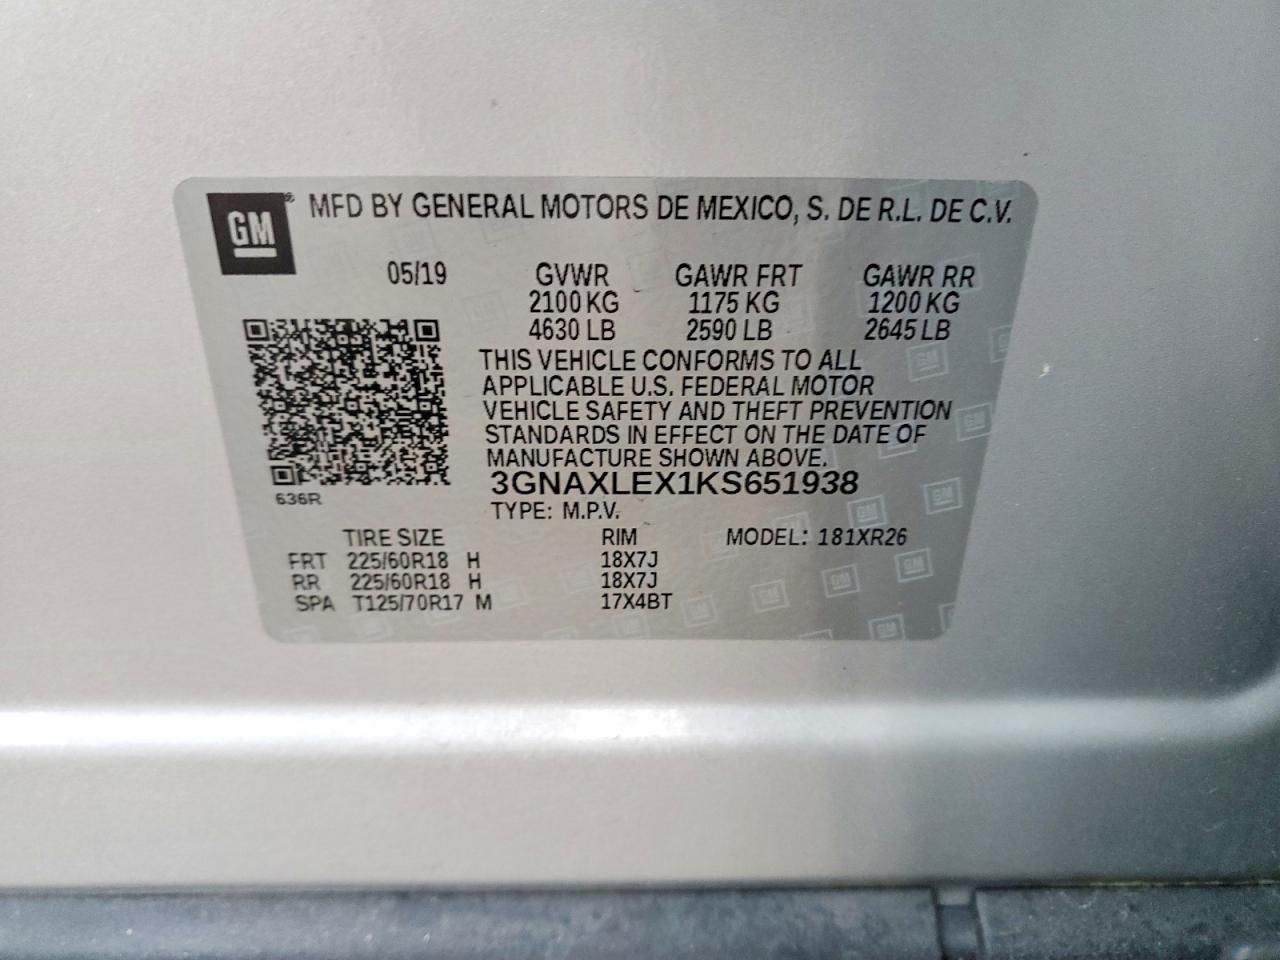 GM® MFD BY GENERAL MOTORS DE MEXICO, S. DE R.L. DE C.V.
05/19 GVWR GAWR FRT GAWR RR
2100 KG 1175 KG 1200 KG
4630 LB 2590 LB 2645 LB
THIS VEHICLE CONFORMS TO ALL
APPLICABLE U.S. FEDERAL MOTOR
VEHICLE SAFETY AND THEFT PREVENTION
STANDARDS IN EFFECT ON THE DATE OF
MANUFACTURE SHOWN ABOVE.
3GNAXLEX1KS651938
636R
TYPE: M.P.V.
TIRE SIZE RIM MODEL: 181XR26
FRT 225/60R18 H 18X7J
RR 225/60R18 H 18X7J
SPA T125/70R17 M 17X4BT